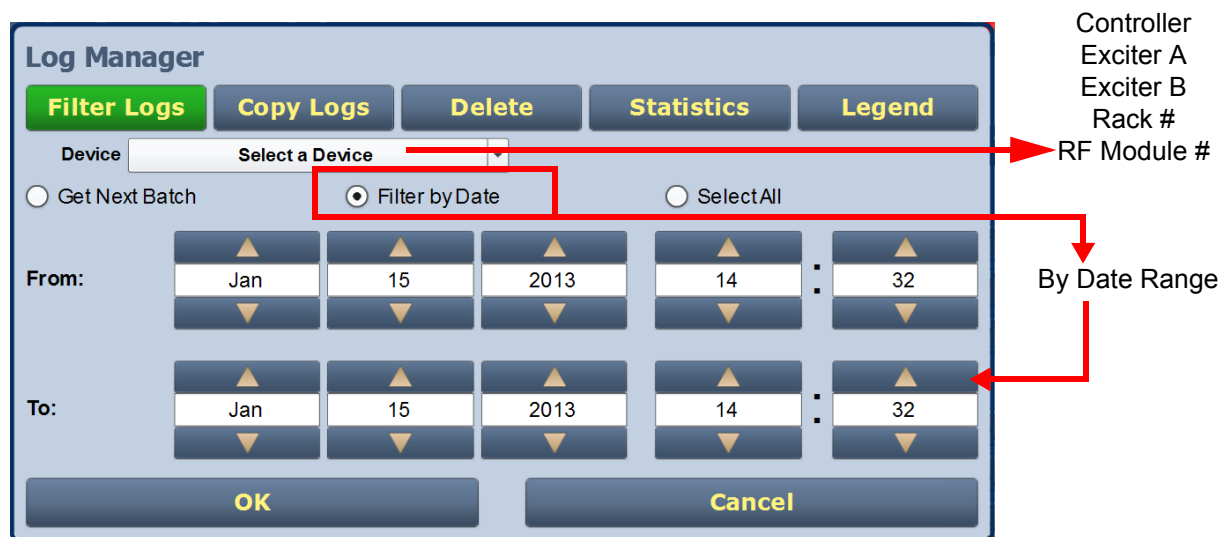 Log Manager
Filter Logs Copy Logs Delete Statistics Legend
Device Select a Device
Get Next Batch Filter by Date Select All
From: Jan 15 2013 14 : 32
To: Jan 15 2013 14 : 32
OK Cancel
Controller
Exciter A
Exciter B
Rack #
RF Module #
By Date Range